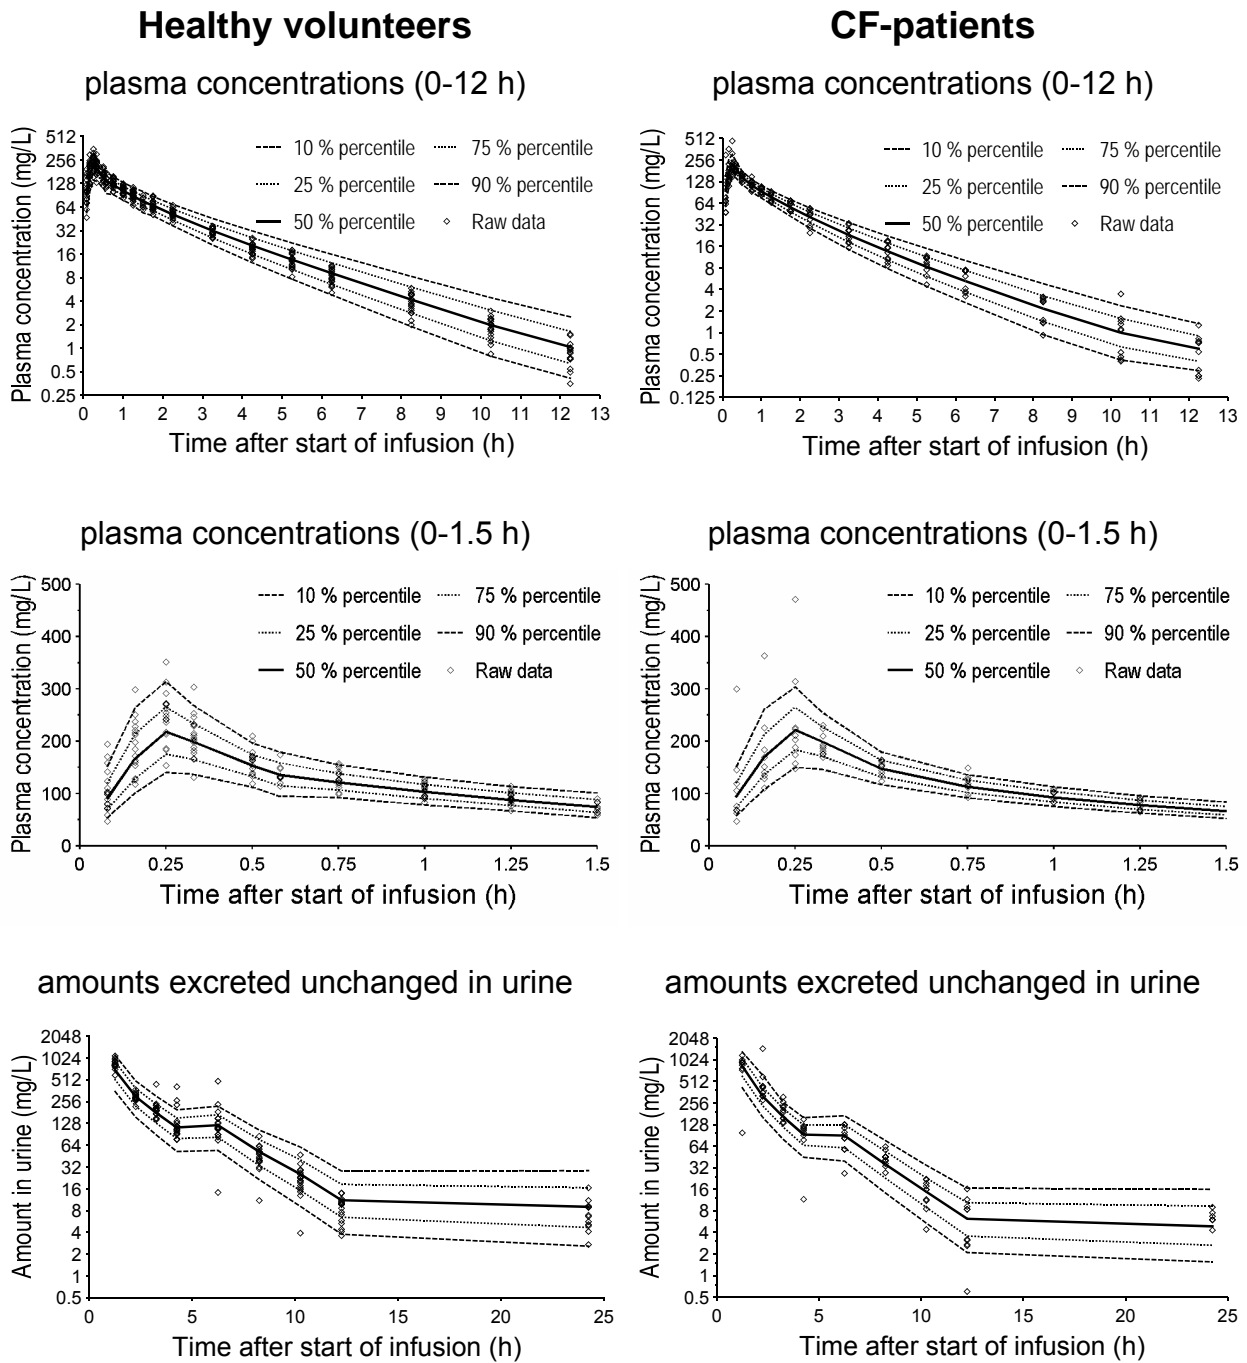 Healthy volunteers
CF-patients
plasma concentrations (0-12 h)
plasma concentrations (0-12 h)
Plasma concentration (mg/L)
512
256
128
64
32
16
8
4
2
1
0.5
0.25
10 % percentile
75 % percentile
25 % percentile
90 % percentile
50 % percentile
Raw data
0 1 2 3 4 5 6 7 8 9 10 11 12 13
Time after start of infusion (h)
Plasma concentration (mg/L)
512
256
128
64
32
16
8
4
2
1
0.5
0.25
0.125
10 % percentile
75 % percentile
25 % percentile
90 % percentile
50 % percentile
Raw data
0 1 2 3 4 5 6 7 8 9 10 11 12 13
Time after start of infusion (h)
plasma concentrations (0-1.5 h)
plasma concentrations (0-1.5 h)
Plasma concentration (mg/L)
500
400
300
200
100
0
10 % percentile
75 % percentile
25 % percentile
90 % percentile
50 % percentile
Raw data
0 0.25 0.5 0.75 1 1.25 1.5
Time after start of infusion (h)
Plasma concentration (mg/L)
500
400
300
200
100
0
10 % percentile
75 % percentile
25 % percentile
90 % percentile
50 % percentile
Raw data
0 0.25 0.5 0.75 1 1.25 1.5
Time after start of infusion (h)
amounts excreted unchanged in urine
amounts excreted unchanged in urine
Amount in urine (mg/L)
2048
1024
512
256
128
64
32
16
8
4
2
1
0.5
0 5 10 15 20 25
Time after start of infusion (h)
Amount in urine (mg/L)
2048
1024
512
256
128
64
32
16
8
4
2
1
0.5
0 5 10 15 20 25
Time after start of infusion (h)